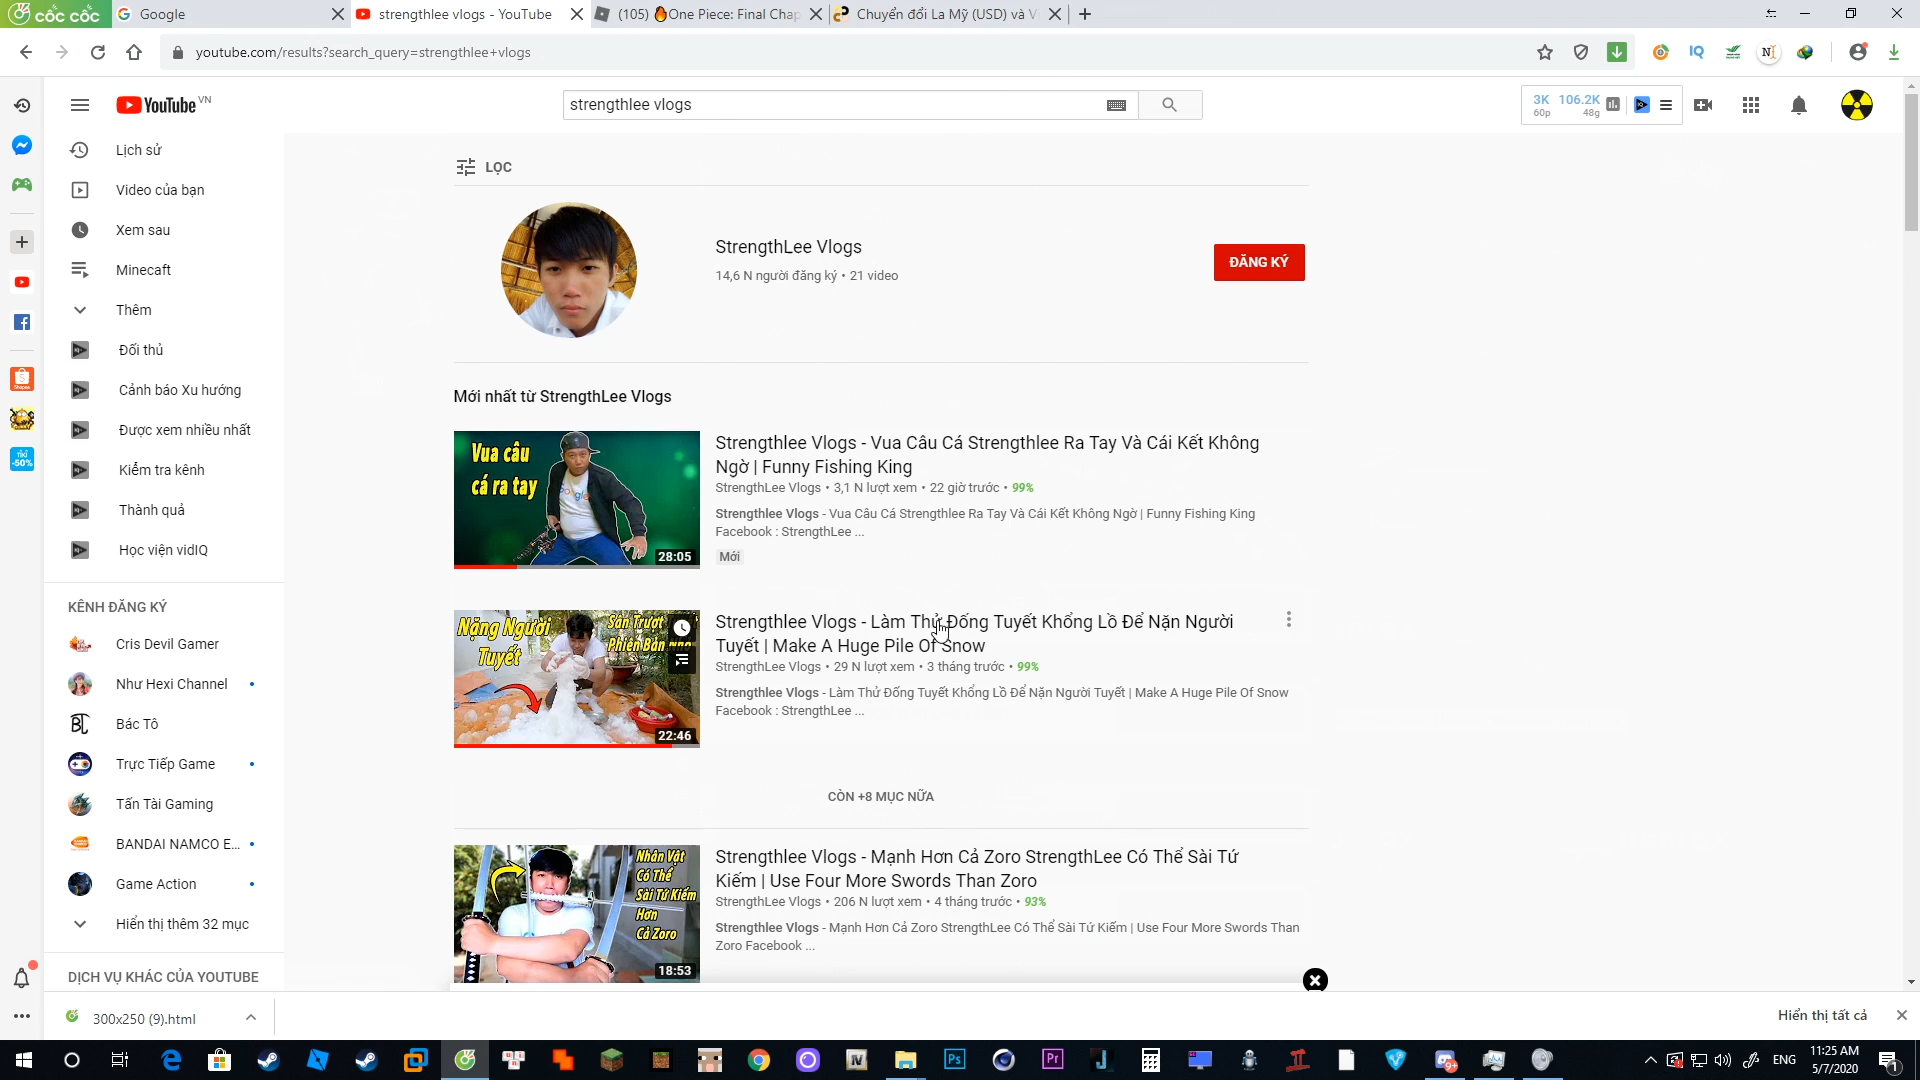 cốc cốc
Google
strengthlee vlogs - YouTube
(105) 🔥One Piece: Final Chap
Chuyển đổi La Mỹ (USD) và V
youtube.com/results?search_query=strengthlee+vlogs
IQ
YouTube VN
strengthlee vlogs
3K 106.2K
60p 48g
Lịch sử
Video của bạn
Xem sau
Minecaft
Thêm
Đối thủ
Cảnh báo Xu hướng
Được xem nhiều nhất
Kiểm tra kênh
Thành quả
Học viện vidIQ
KÊNH ĐĂNG KÝ
Cris Devil Gamer
Như Hexi Channel
Bác Tô
Trực Tiếp Game
Tấn Tài Gaming
BANDAI NAMCO E...
Game Action
Hiển thị thêm 32 mục
DỊCH VỤ KHÁC CỦA YOUTUBE
LỌC
StrengthLee Vlogs
14,6 N người đăng ký • 21 video
ĐĂNG KÝ
Mới nhất từ StrengthLee Vlogs
Vua câu
cá ra tay
28:05
Strengthlee Vlogs - Vua Câu Cá Strengthlee Ra Tay Và Cái Kết Không
Ngờ | Funny Fishing King
StrengthLee Vlogs • 3,1 N lượt xem • 22 giờ trước • 99%
Strengthlee Vlogs - Vua Câu Cá Strengthlee Ra Tay Và Cái Kết Không Ngờ | Funny Fishing King
Facebook : StrengthLee ...
Mới
Nặng Người
Tuyết
Sân Trượt
Phiên Bản
22:46
Strengthlee Vlogs - Làm Thử Đống Tuyết Khổng Lồ Để Nặn Người
Tuyết | Make A Huge Pile Of Snow
StrengthLee Vlogs • 29 N lượt xem • 3 tháng trước • 99%
Strengthlee Vlogs - Làm Thử Đống Tuyết Khổng Lồ Để Nặn Người Tuyết | Make A Huge Pile Of Snow
Facebook : StrengthLee ...
CÒN +8 MỤC NỮA
Nhân Vật
Có Thể
Sài Tứ Kiếm
Hơn
Cả Zoro
18:53
Strengthlee Vlogs - Mạnh Hơn Cả Zoro StrengthLee Có Thể Sài Tứ
Kiếm | Use Four More Swords Than Zoro
StrengthLee Vlogs • 206 N lượt xem • 4 tháng trước • 93%
Strengthlee Vlogs - Mạnh Hơn Cả Zoro StrengthLee Có Thể Sài Tứ Kiếm | Use Four More Swords Than
Zoro Facebook ...
300x250 (9).html
Hiển thị tất cả
ENG
11:25 AM
5/7/2020